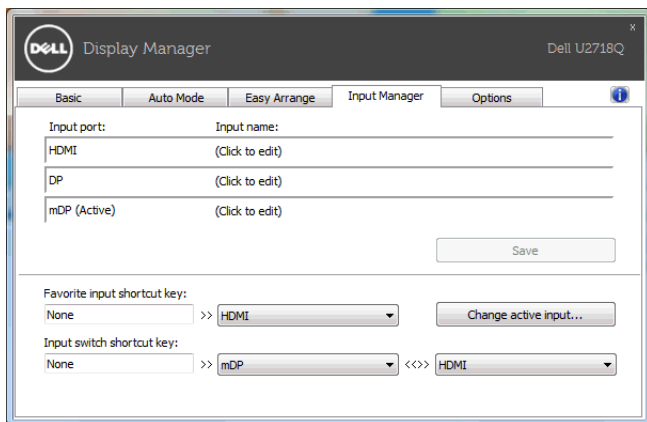 DELL Display Manager Dell U2718Q x
Basic Auto Mode Easy Arrange Input Manager Options i
Input port: Input name:
HDMI (Click to edit)
DP (Click to edit)
mDP (Active) (Click to edit)
Save
Favorite input shortcut key:
None >> HDMI Change active input...
Input switch shortcut key:
None >> mDP <<>> HDMI